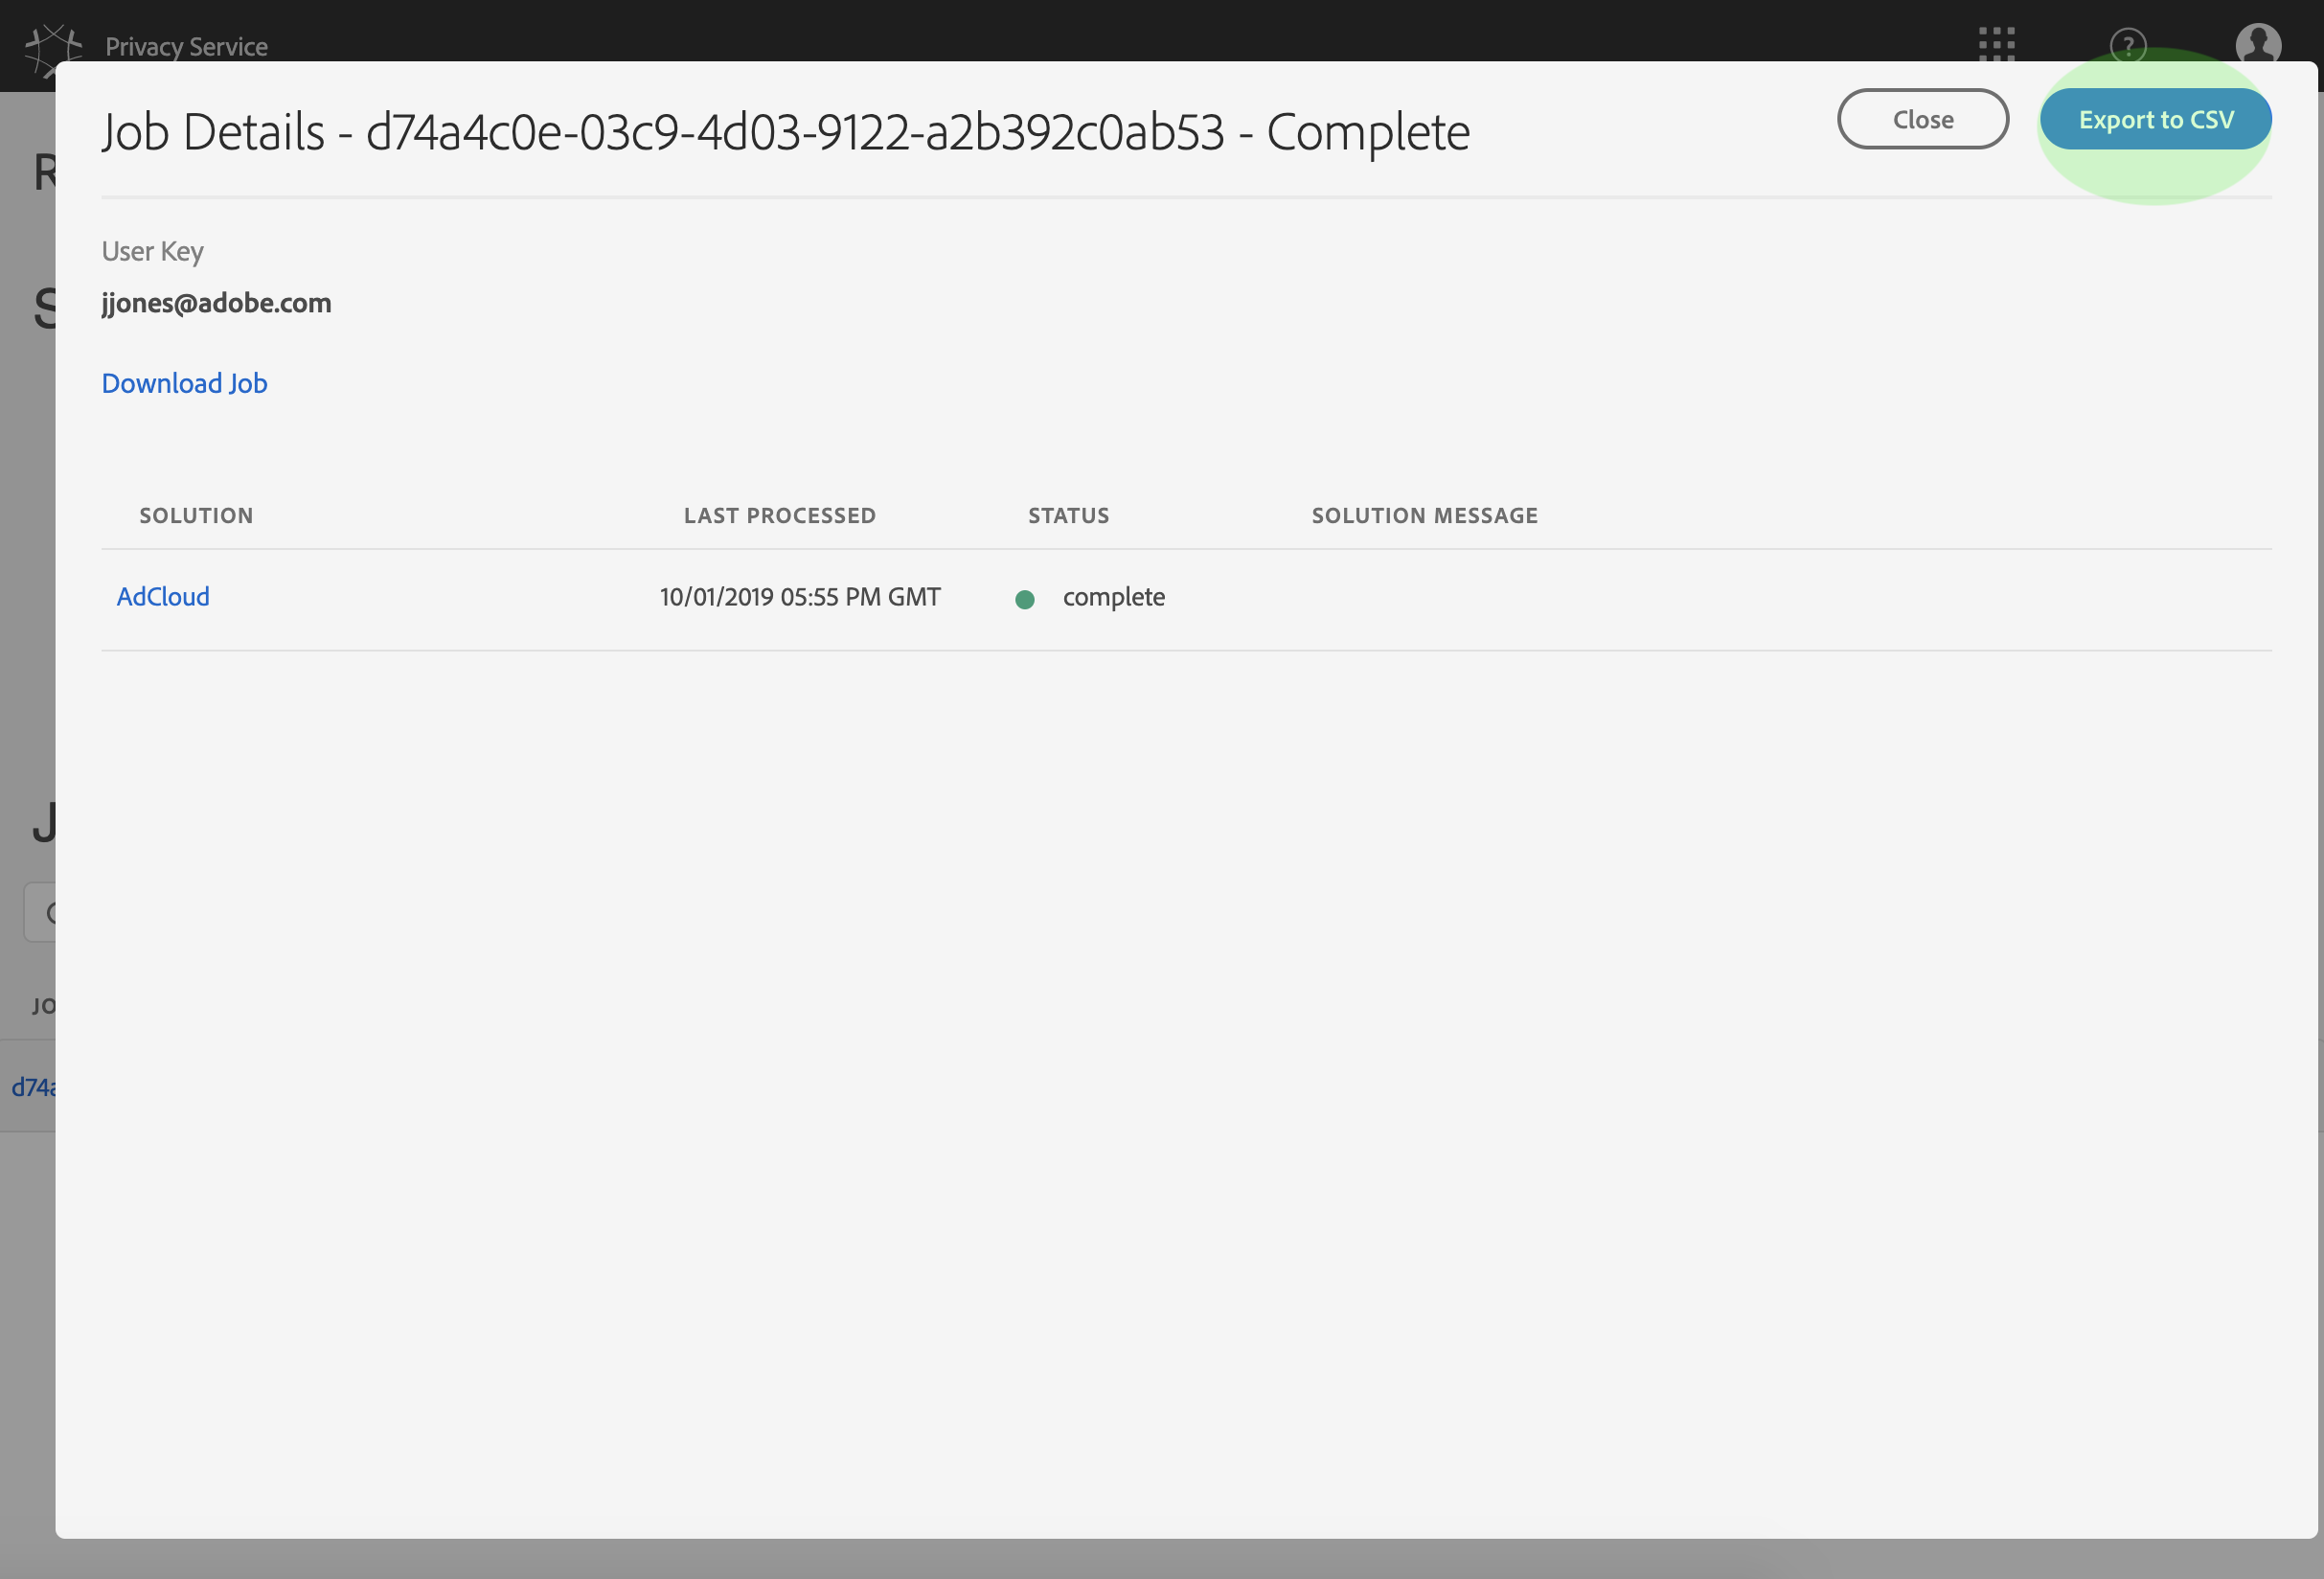 Privacy Service
?
Job Details - d74a4c0e-03c9-4d03-9122-a2b392c0ab53 - Complete
Close
Export to CSV
R
User Key
S
jjones@adobe.com
Download Job
SOLUTION LAST PROCESSED STATUS SOLUTION MESSAGE
AdCloud 10/01/2019 05:55 PM GMT complete
J
JO
d74a